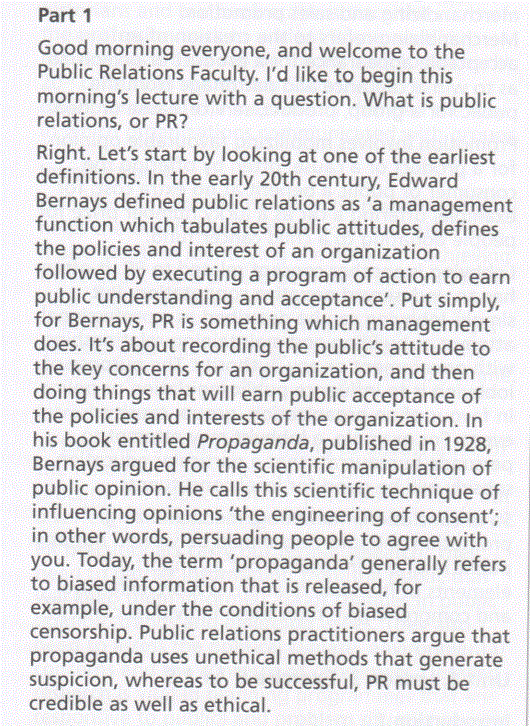 Part 1
Good morning everyone, and welcome to the
Public Relations Faculty. I'd like to begin this
morning's lecture with a question. What is public
relations, or PR?
Right. Let's start by looking at one of the earliest
definitions. In the early 20th century, Edward
Bernays defined public relations as 'a management
function which tabulates public attitudes, defines
the policies and interest of an organization
followed by executing a program of action to earn
public understanding and acceptance'. Put simply,
for Bernays, PR is something which management
does. It's about recording the public's attitude to
the key concerns for an organization, and then
doing things that will earn public acceptance of
the policies and interests of the organization. In
his book entitled Propaganda, published in 1928,
Bernays argued for the scientific manipulation of
public opinion. He calls this scientific technique of
influencing opinions 'the engineering of consent';
in other words, persuading people to agree with
you. Today, the term 'propaganda' generally refers
to biased information that is released, for
example, under the conditions of biased
censorship. Public relations practitioners argue that
propaganda uses unethical methods that generate
suspicion, whereas to be successful, PR must be
credible as well as ethical.